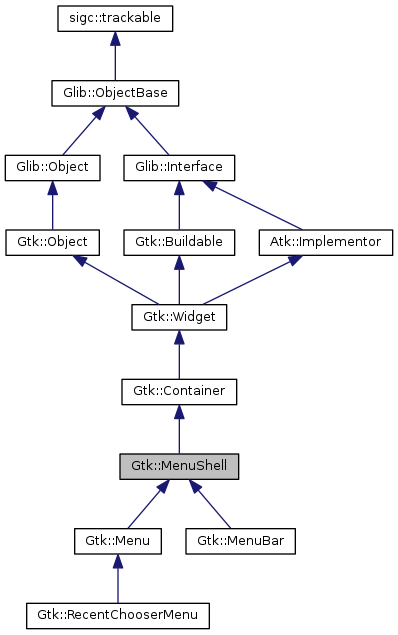 sigc::trackable
Glib::ObjectBase
Glib::Object
Glib::Interface
Gtk::Object
Gtk::Buildable
Atk::Implementor
Gtk::Widget
Gtk::Container
Gtk::MenuShell
Gtk::Menu
Gtk::MenuBar
Gtk::RecentChooserMenu